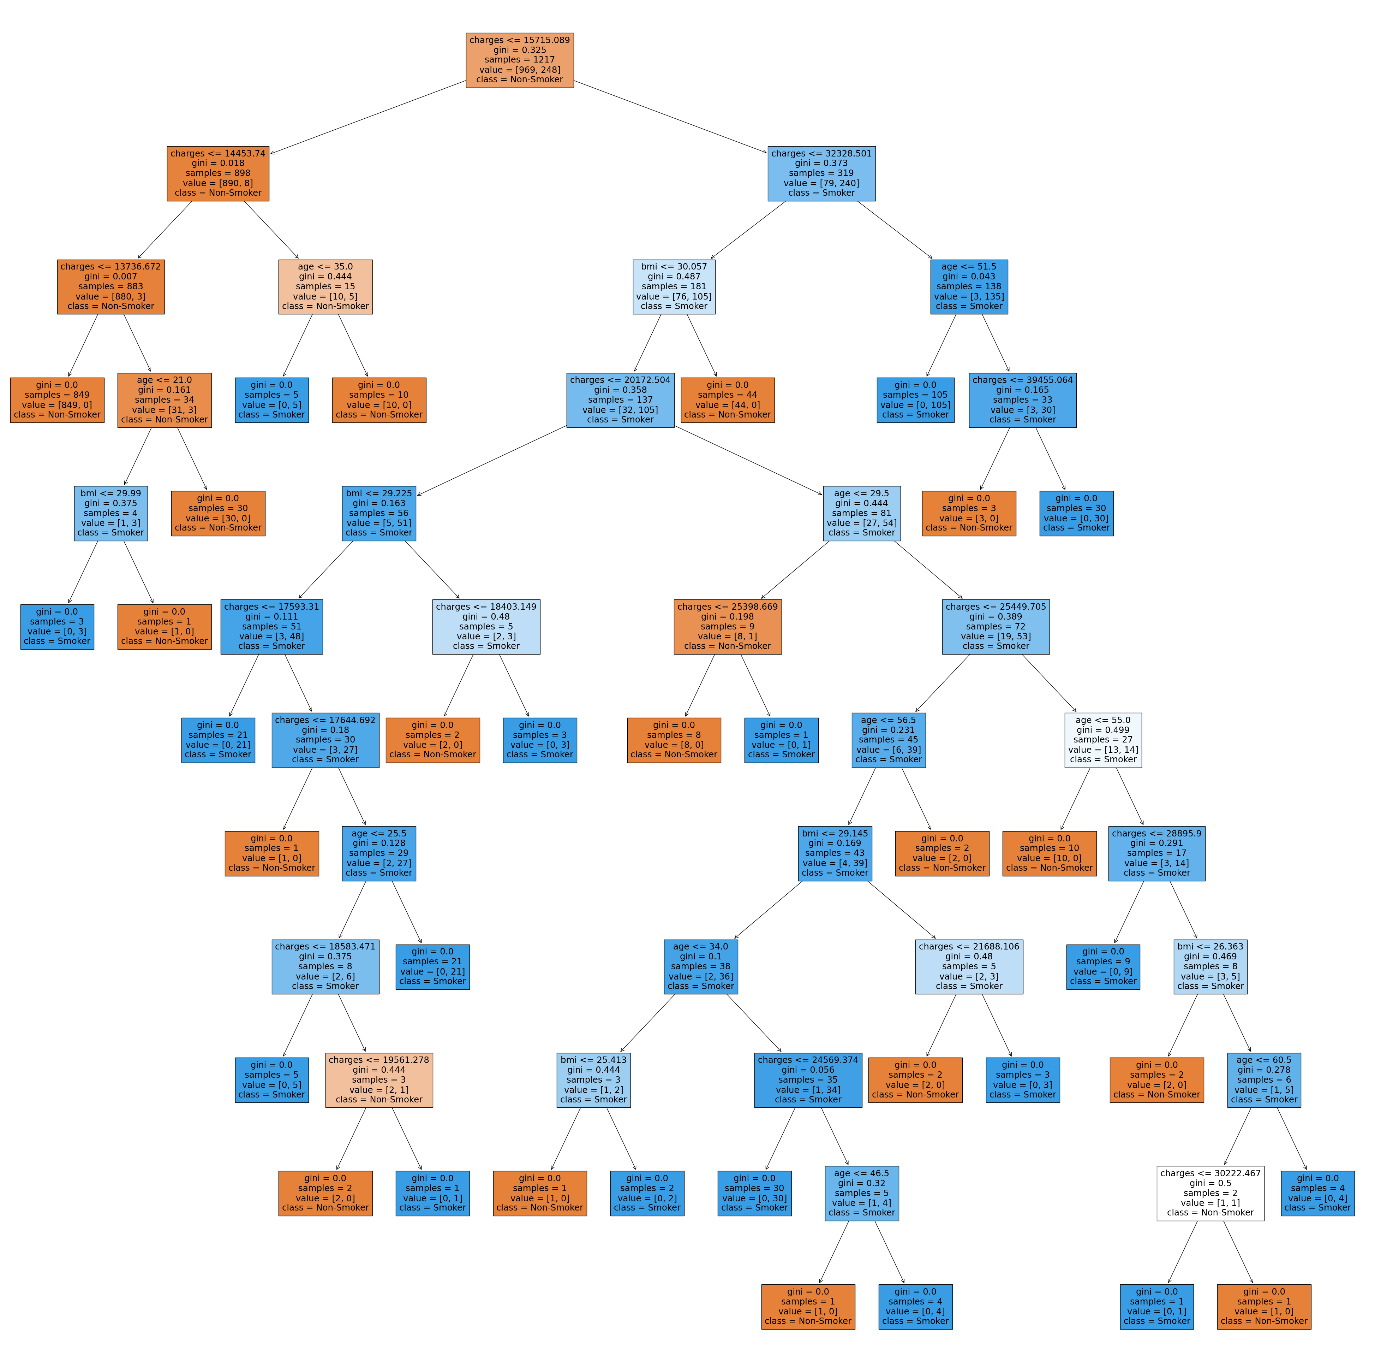 charges <= 15715.089
gini = 0.325
samples = 1217
value = [969, 248]
class = Non-Smoker
charges <= 14453.74
gini = 0.018
samples = 898
value = [890, 8]
class = Non-Smoker
charges <= 32328.501
gini = 0.373
samples = 319
value = [79, 240]
class = Smoker
charges <= 13736.672
gini = 0.007
samples = 883
value = [880, 3]
class = Non-Smoker
age <= 35.0
gini = 0.444
samples = 15
value = [10, 5]
class = Non-Smoker
bmi <= 30.057
gini = 0.487
samples = 181
value = [76, 105]
class = Smoker
age <= 51.5
gini = 0.043
samples = 138
value = [3, 135]
class = Smoker
gini = 0.0
samples = 849
value = [849, 0]
class = Non-Smoker
age <= 21.0
gini = 0.161
samples = 34
value = [31, 3]
class = Non-Smoker
gini = 0.0
samples = 5
value = [0, 5]
class = Smoker
gini = 0.0
samples = 10
value = [10, 0]
class = Non-Smoker
charges <= 20172.504
gini = 0.358
samples = 137
value = [32, 105]
class = Smoker
gini = 0.0
samples = 44
value = [44, 0]
class = Non-Smoker
gini = 0.0
samples = 105
value = [0, 105]
class = Smoker
charges <= 39455.064
gini = 0.165
samples = 33
value = [3, 30]
class = Smoker
bmi <= 29.99
gini = 0.375
samples = 4
value = [1, 3]
class = Smoker
gini = 0.0
samples = 30
value = [30, 0]
class = Non-Smoker
bmi <= 29.225
gini = 0.163
samples = 56
value = [5, 51]
class = Smoker
age <= 29.5
gini = 0.444
samples = 81
value = [27, 54]
class = Smoker
gini = 0.0
samples = 3
value = [3, 0]
class = Non-Smoker
gini = 0.0
samples = 30
value = [0, 30]
class = Smoker
gini = 0.0
samples = 3
value = [0, 3]
class = Smoker
gini = 0.0
samples = 1
value = [1, 0]
class = Non-Smoker
charges <= 17593.31
gini = 0.111
samples = 51
value = [3, 48]
class = Smoker
charges <= 18403.149
gini = 0.48
samples = 5
value = [2, 3]
class = Smoker
charges <= 25398.669
gini = 0.198
samples = 9
value = [8, 1]
class = Non-Smoker
charges <= 25449.705
gini = 0.389
samples = 72
value = [19, 53]
class = Smoker
gini = 0.0
samples = 21
value = [0, 21]
class = Smoker
charges <= 17644.692
gini = 0.18
samples = 30
value = [3, 27]
class = Smoker
gini = 0.0
samples = 2
value = [2, 0]
class = Non-Smoker
gini = 0.0
samples = 3
value = [0, 3]
class = Smoker
gini = 0.0
samples = 8
value = [8, 0]
class = Non-Smoker
gini = 0.0
samples = 1
value = [0, 1]
class = Smoker
age <= 56.5
gini = 0.231
samples = 45
value = [6, 39]
class = Smoker
age <= 55.0
gini = 0.499
samples = 27
value = [13, 14]
class = Smoker
gini = 0.0
samples = 1
value = [1, 0]
class = Non-Smoker
age <= 25.5
gini = 0.128
samples = 29
value = [2, 27]
class = Smoker
bmi <= 29.145
gini = 0.169
samples = 43
value = [4, 39]
class = Smoker
gini = 0.0
samples = 2
value = [2, 0]
class = Non-Smoker
gini = 0.0
samples = 10
value = [10, 0]
class = Non-Smoker
charges <= 28895.9
gini = 0.291
samples = 17
value = [3, 14]
class = Smoker
charges <= 18583.471
gini = 0.375
samples = 8
value = [2, 6]
class = Smoker
gini = 0.0
samples = 21
value = [0, 21]
class = Smoker
age <= 34.0
gini = 0.1
samples = 38
value = [2, 36]
class = Smoker
charges <= 21688.106
gini = 0.48
samples = 5
value = [2, 3]
class = Smoker
gini = 0.0
samples = 9
value = [0, 9]
class = Smoker
bmi <= 26.363
gini = 0.469
samples = 8
value = [3, 5]
class = Smoker
gini = 0.0
samples = 5
value = [0, 5]
class = Smoker
charges <= 19561.278
gini = 0.444
samples = 3
value = [2, 1]
class = Non-Smoker
bmi <= 25.413
gini = 0.444
samples = 3
value = [1, 2]
class = Smoker
charges <= 24569.374
gini = 0.056
samples = 35
value = [1, 34]
class = Smoker
gini = 0.0
samples = 2
value = [2, 0]
class = Non-Smoker
gini = 0.0
samples = 3
value = [0, 3]
class = Smoker
gini = 0.0
samples = 2
value = [2, 0]
class = Non-Smoker
age <= 60.5
gini = 0.278
samples = 6
value = [1, 5]
class = Smoker
gini = 0.0
samples = 2
value = [2, 0]
class = Non-Smoker
gini = 0.0
samples = 1
value = [0, 1]
class = Smoker
gini = 0.0
samples = 1
value = [1, 0]
class = Non-Smoker
gini = 0.0
samples = 2
value = [0, 2]
class = Smoker
gini = 0.0
samples = 30
value = [0, 30]
class = Smoker
age <= 46.5
gini = 0.32
samples = 5
value = [1, 4]
class = Smoker
charges <= 30222.467
gini = 0.5
samples = 2
value = [1, 1]
class = Non-Smoker
gini = 0.0
samples = 4
value = [0, 4]
class = Smoker
gini = 0.0
samples = 1
value = [1, 0]
class = Non-Smoker
gini = 0.0
samples = 4
value = [0, 4]
class = Smoker
gini = 0.0
samples = 1
value = [0, 1]
class = Smoker
gini = 0.0
samples = 1
value = [1, 0]
class = Non-Smoker